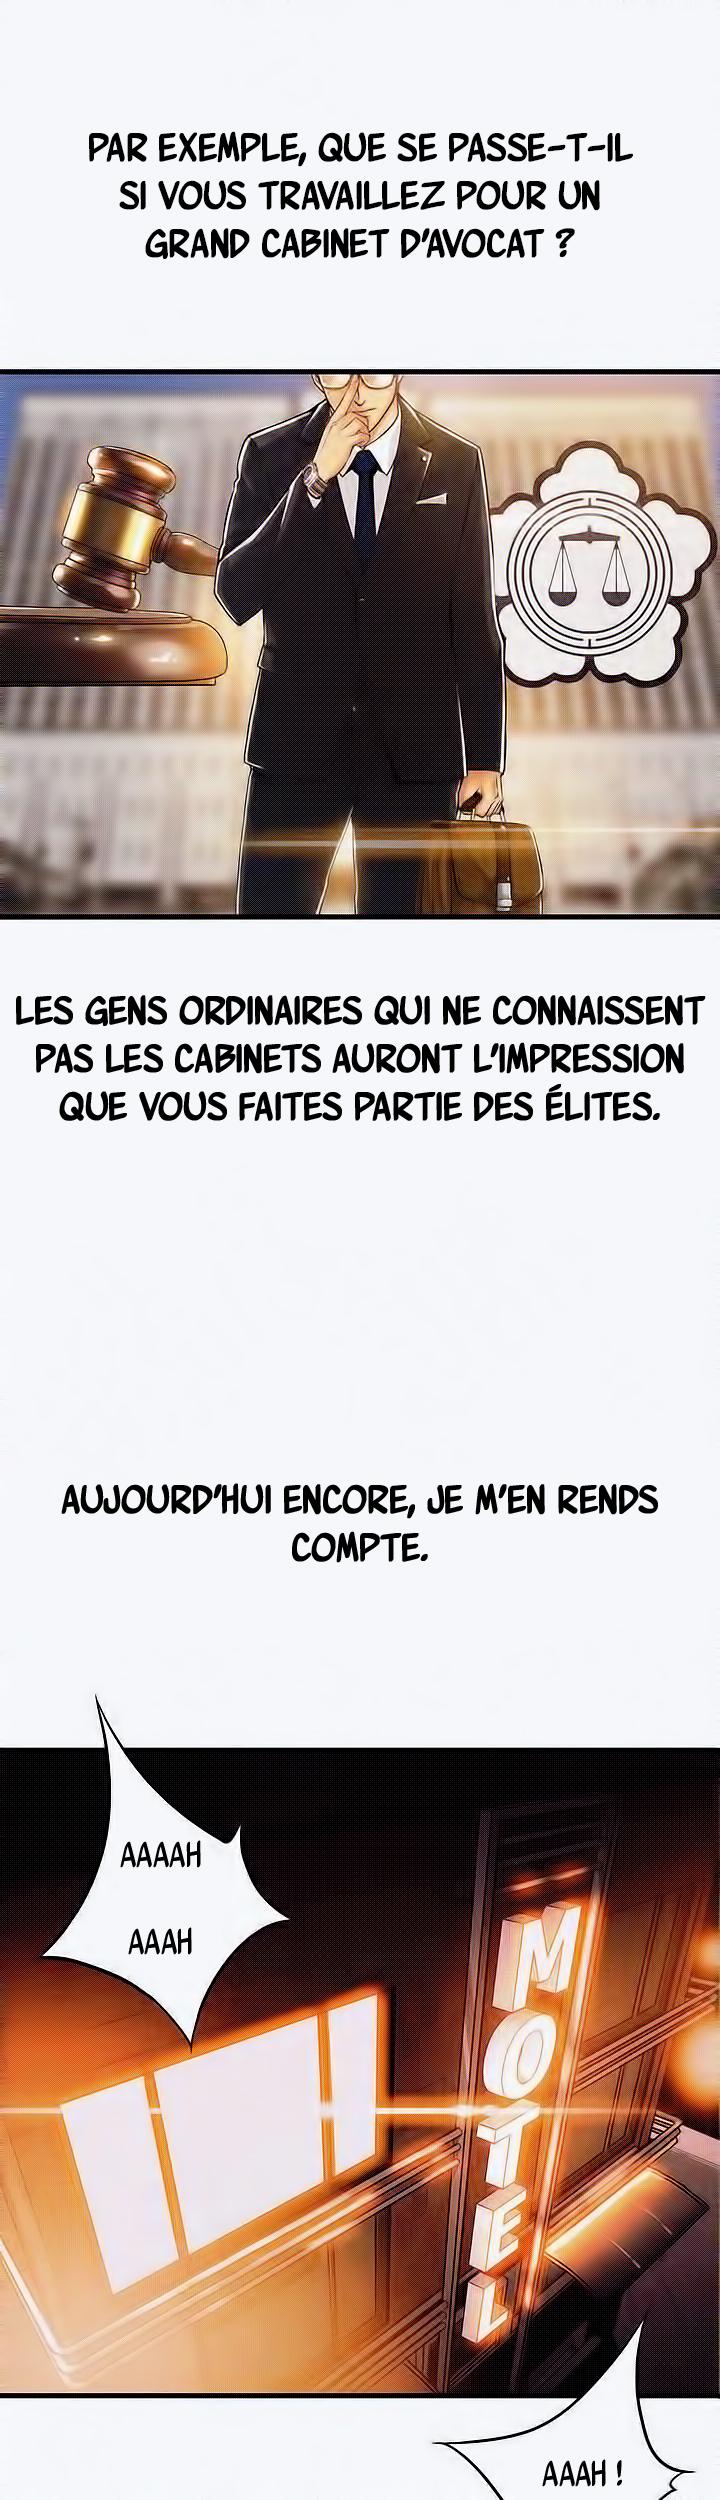 PAR EXEMPLE, QUE SE PASSE-T-IL
SI VOUS TRAVAILLEZ POUR UN
GRAND CABINET D'AVOCAT ?
LES GENS ORDINAIRES QUI NE CONNAISSENT
PAS LES CABINETS AURONT L'IMPRESSION
QUE VOUS FAITES PARTIE DES ÉLITES.
AUJOURD'HUI ENCORE, JE M'EN RENDS
COMPTE.
AAAAH
AAAH
MOTEL
AAAH !